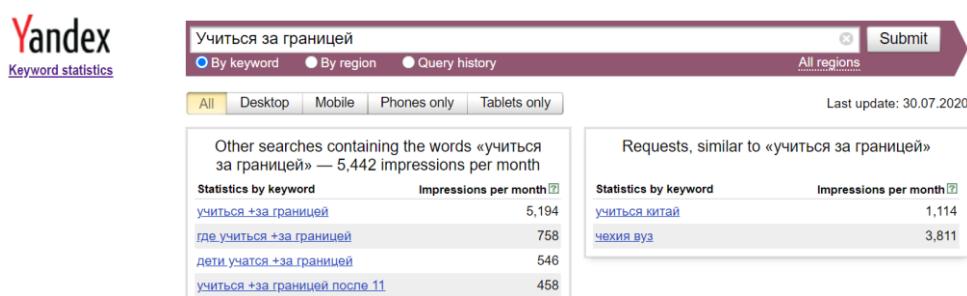 Yandex
Keyword statistics
Учиться за границей
Submit
By keyword By region Query history All regions
All Desktop Mobile Phones only Tablets only
Last update: 30.07.2020
Other searches containing the words «учиться
за границей» — 5,442 impressions per month
Statistics by keyword Impressions per month ?
учиться +за границей 5,194
где учиться +за границей 758
дети учатся +за границей 546
учиться +за границей после 11 458
Requests, similar to «учиться за границей»
Statistics by keyword Impressions per month ?
учиться китай 1,114
чехия вуз 3,811